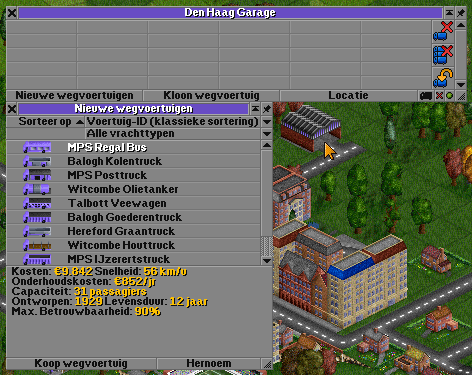 Den Haag Garage
Nieuwe wegvoertuigen Kloon wegvoertuig Locatie
Nieuwe wegvoertuigen
Sorteer op Voertuig-ID (klassieke sortering)
Alle vrachttypen
MPS Regal Bus
Balogh Kolentruck
MPS Posttruck
Witcombe Olietanker
Talbott Veewagen
Balogh Goederentruck
Hereford Graantruck
Witcombe Houttruck
MPS IJzerertstruck
Kosten: €9.842 Snelheid: 56 km/u
Onderhoudskosten: €852/jr
Capaciteit: 31 passagiers
Ontworpen: 1929 Levensduur: 12 jaar
Max. Betrouwbaarheid: 90%
Koop wegvoertuig Hernoem